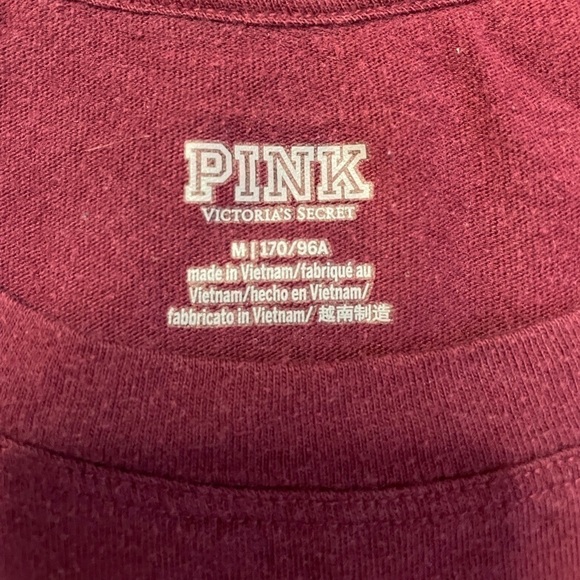 PINK
VICTORIA'S SECRET
M | 170/96A
made in Vietnam/fabriqué au
Vietnam/hecho en Vietnam/
fabbricato in Vietnam/ 越南制造